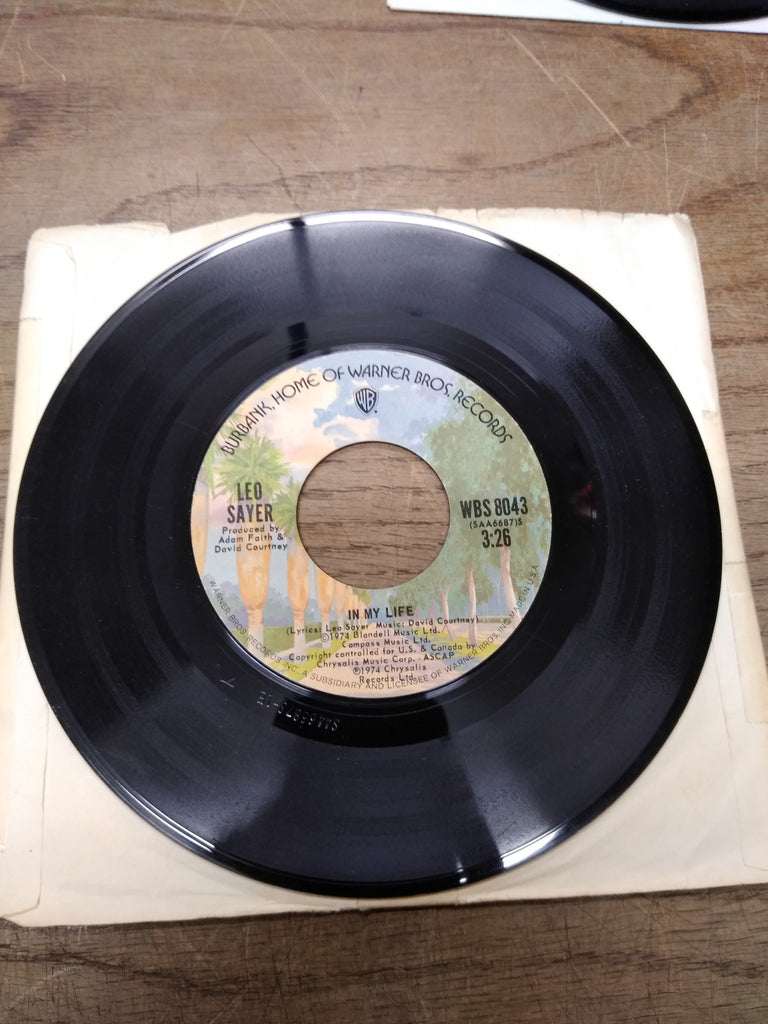 BURBANK, HOME OF WARNER BROS. RECORDS
WB
LEO
SAYER
Produced by
Adam Faith &
David Courtney
WBS 8043
(SAA6687)S
3:26
IN MY LIFE
(Lyrics: Leo Sayer Music: David Courtney)
©1974 Blandell Music Ltd./
Compass Music Ltd.
Copyright controlled for U.S. & Canada by
Chrysalis Music Corp. - ASCAP
℗1974 Chrysalis
Records Ltd.
WARNER BROS. RECORDS INC., A SUBSIDIARY AND LICENSEE OF WARNER BROS. INC. MADE IN U.S.A.